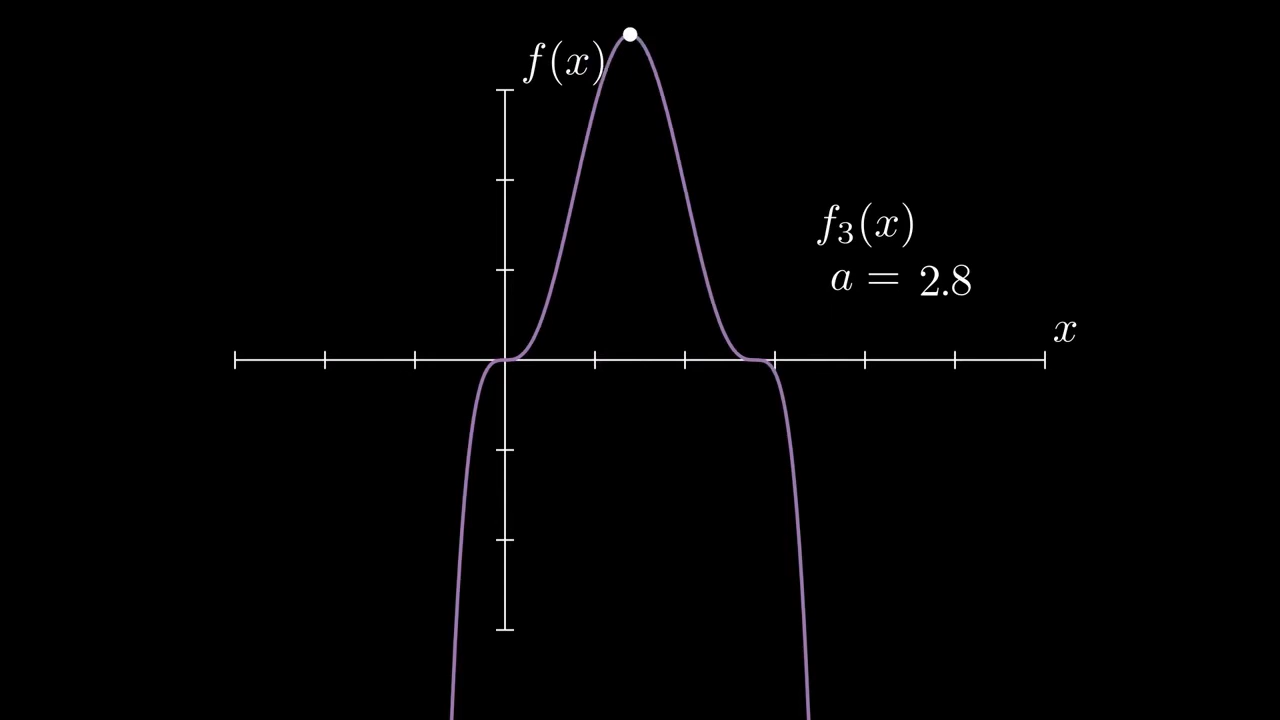 f(x)
f₃(x)
a = 2.8
x